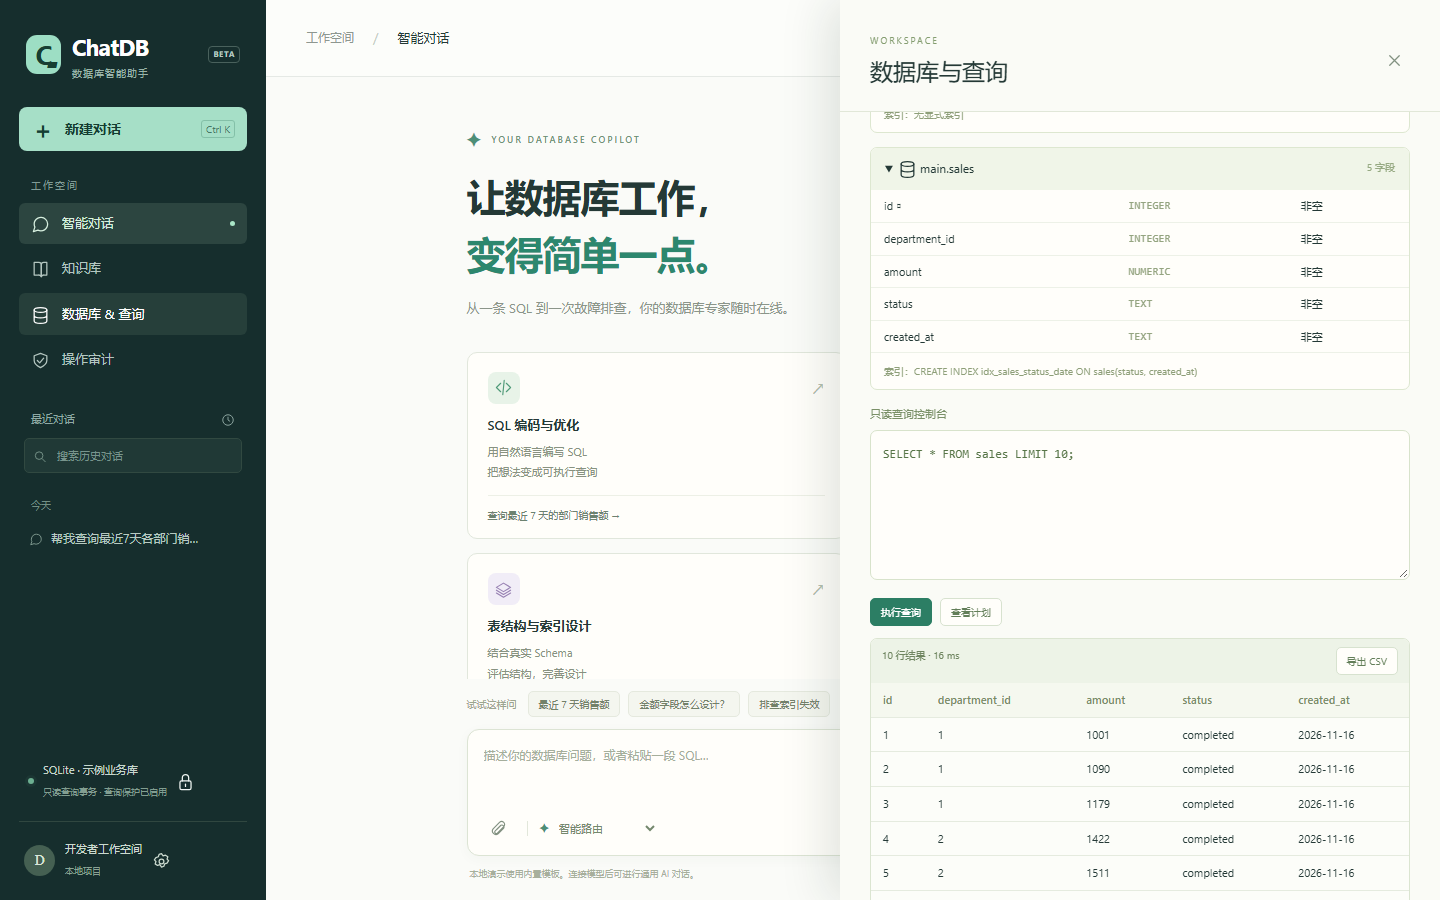 ChatDB
数据库智能助手
BETA
新建对话
Ctrl K
工作空间
智能对话
知识库
数据库 & 查询
操作审计
最近对话
搜索历史对话
今天
帮我查询最近7天各部门销...
SQLite · 示例业务库
只读查询事务 · 查询保护已启用
D
开发者工作空间
本地项目
工作空间 / 智能对话
YOUR DATABASE COPILOT
让数据库工作，
变得简单一点。
从一条 SQL 到一次故障排查，你的数据库专家随时在线。
SQL 编码与优化
用自然语言编写 SQL
把想法变成可执行查询
查询最近 7 天的部门销售额 →
表结构与索引设计
结合真实 Schema
评估结构，完善设计
试试这样问
最近 7 天销售额
金额字段怎么设计？
排查索引失效
描述你的数据库问题，或者粘贴一段 SQL...
智能路由
本地演示使用内置模板。连接模型后可进行通用 AI 对话。
WORKSPACE
数据库与查询
索引：无显式索引
main.sales
5 字段
id INTEGER 非空
department_id INTEGER 非空
amount NUMERIC 非空
status TEXT 非空
created_at TEXT 非空
索引：CREATE INDEX idx_sales_status_date ON sales(status, created_at)
只读查询控制台
SELECT * FROM sales LIMIT 10;
执行查询
查看计划
10 行结果 · 16 ms
导出 CSV
id department_id amount status created_at
1 1 1001 completed 2026-11-16
2 1 1090 completed 2026-11-16
3 1 1179 completed 2026-11-16
4 2 1422 completed 2026-11-16
5 2 1511 completed 2026-11-16